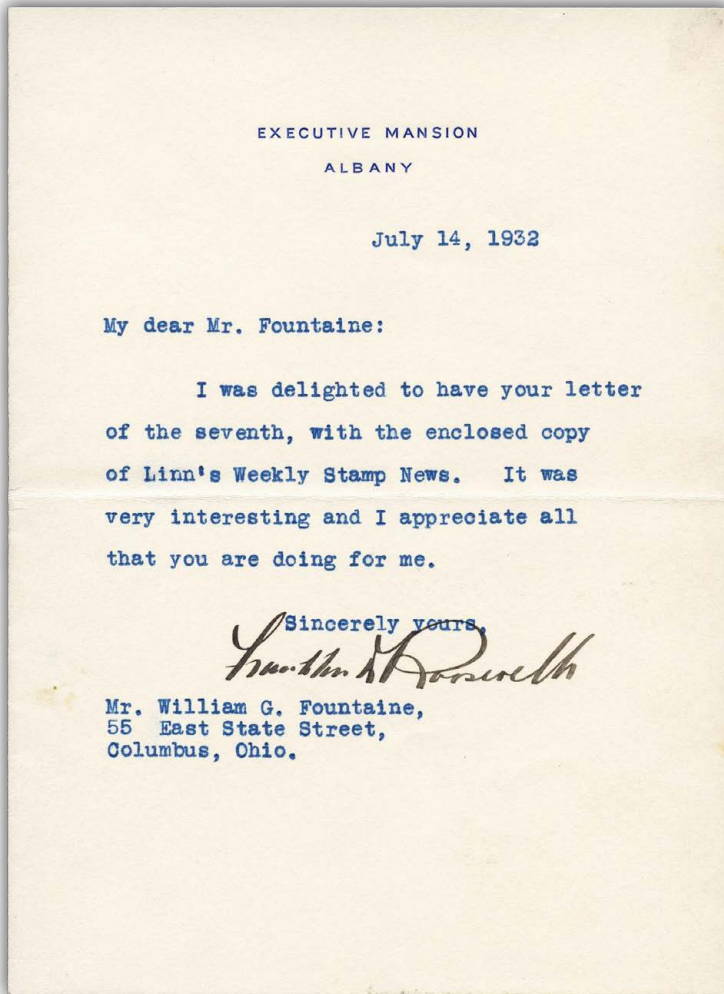 EXECUTIVE MANSION
ALBANY
July 14, 1932
My dear Mr. Fountaine:
I was delighted to have your letter
of the seventh, with the enclosed copy
of Linn's Weekly Stamp News. It was
very interesting and I appreciate all
that you are doing for me.
Sincerely yours,
Franklin D Roosevelt
Mr. William G. Fountaine,
55 East State Street,
Columbus, Ohio.